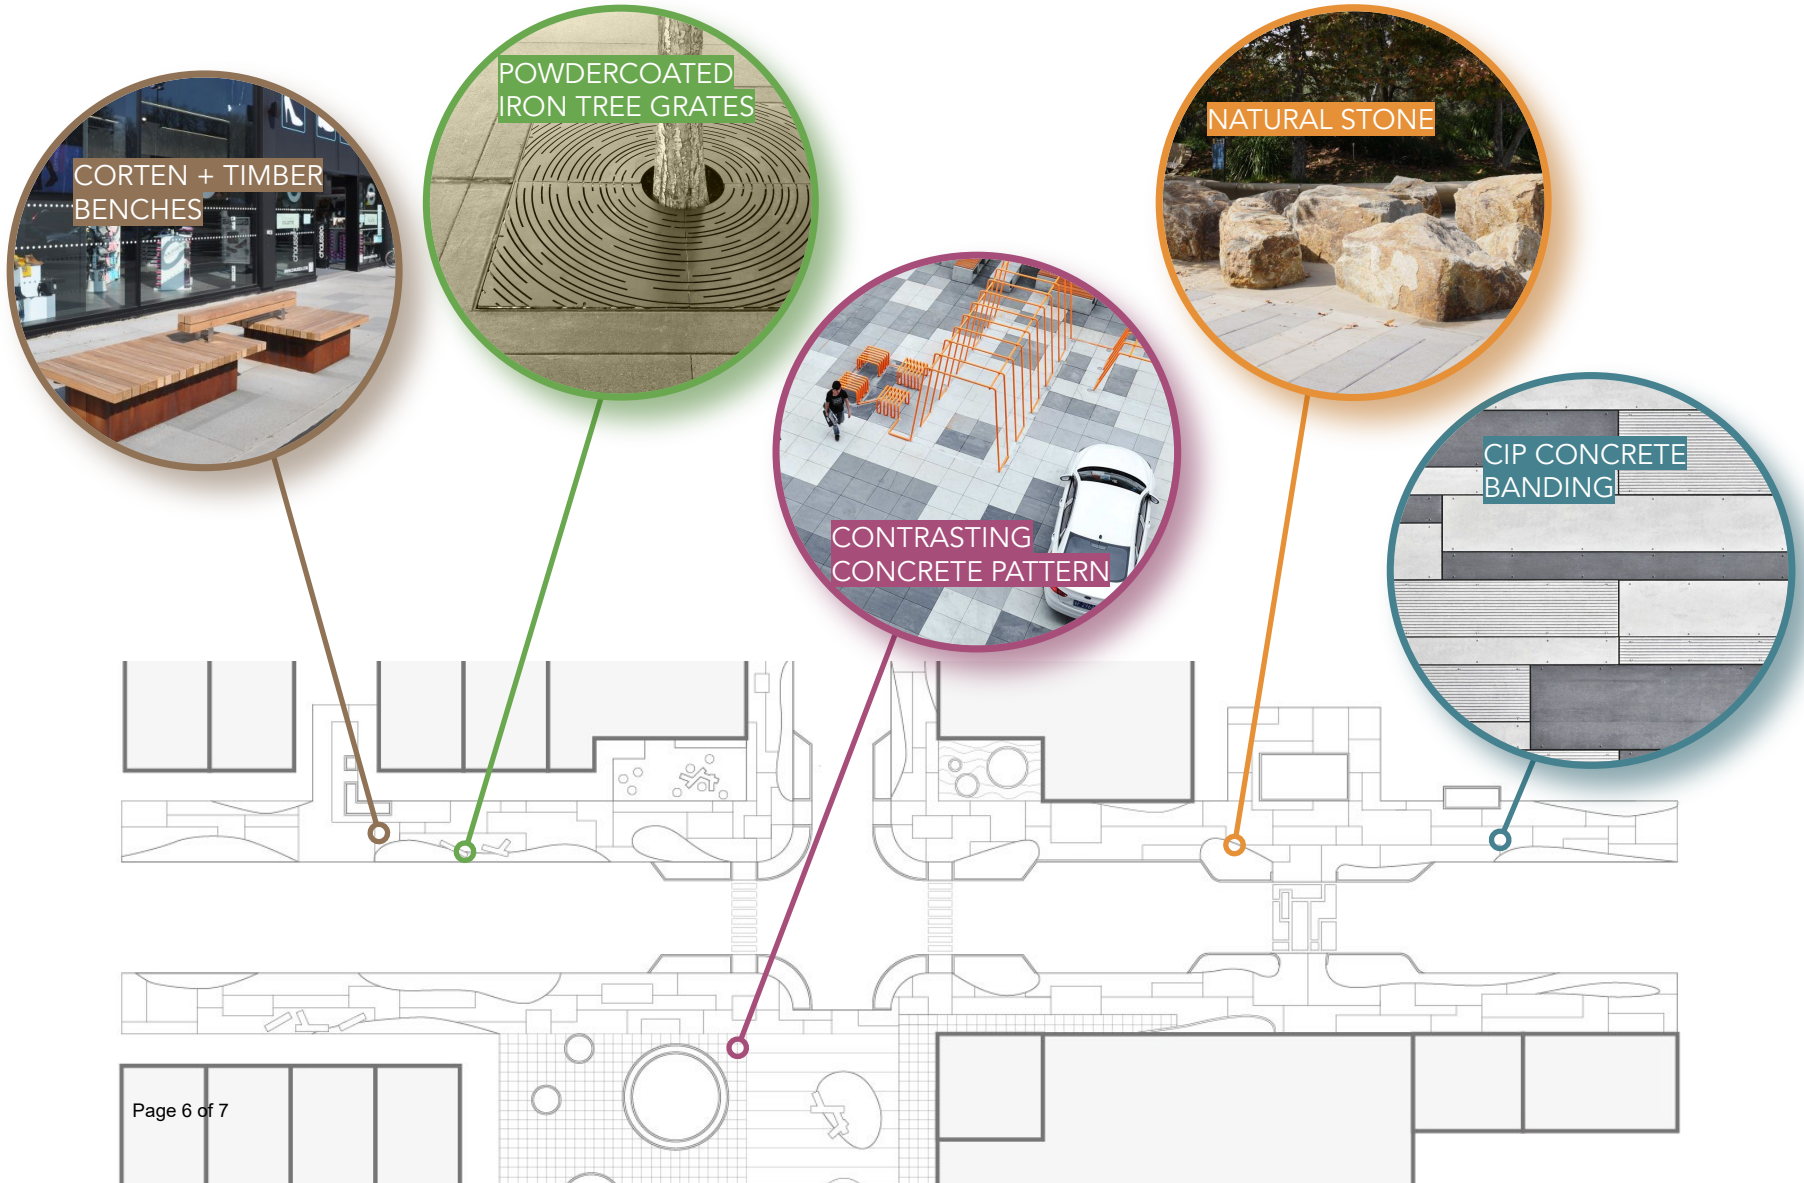 POWDERCOATED
IRON TREE GRATES
NATURAL STONE
CORTEN + TIMBER
BENCHES
CIP CONCRETE
BANDING
CONTRASTING
CONCRETE PATTERN
Page 6 of 7